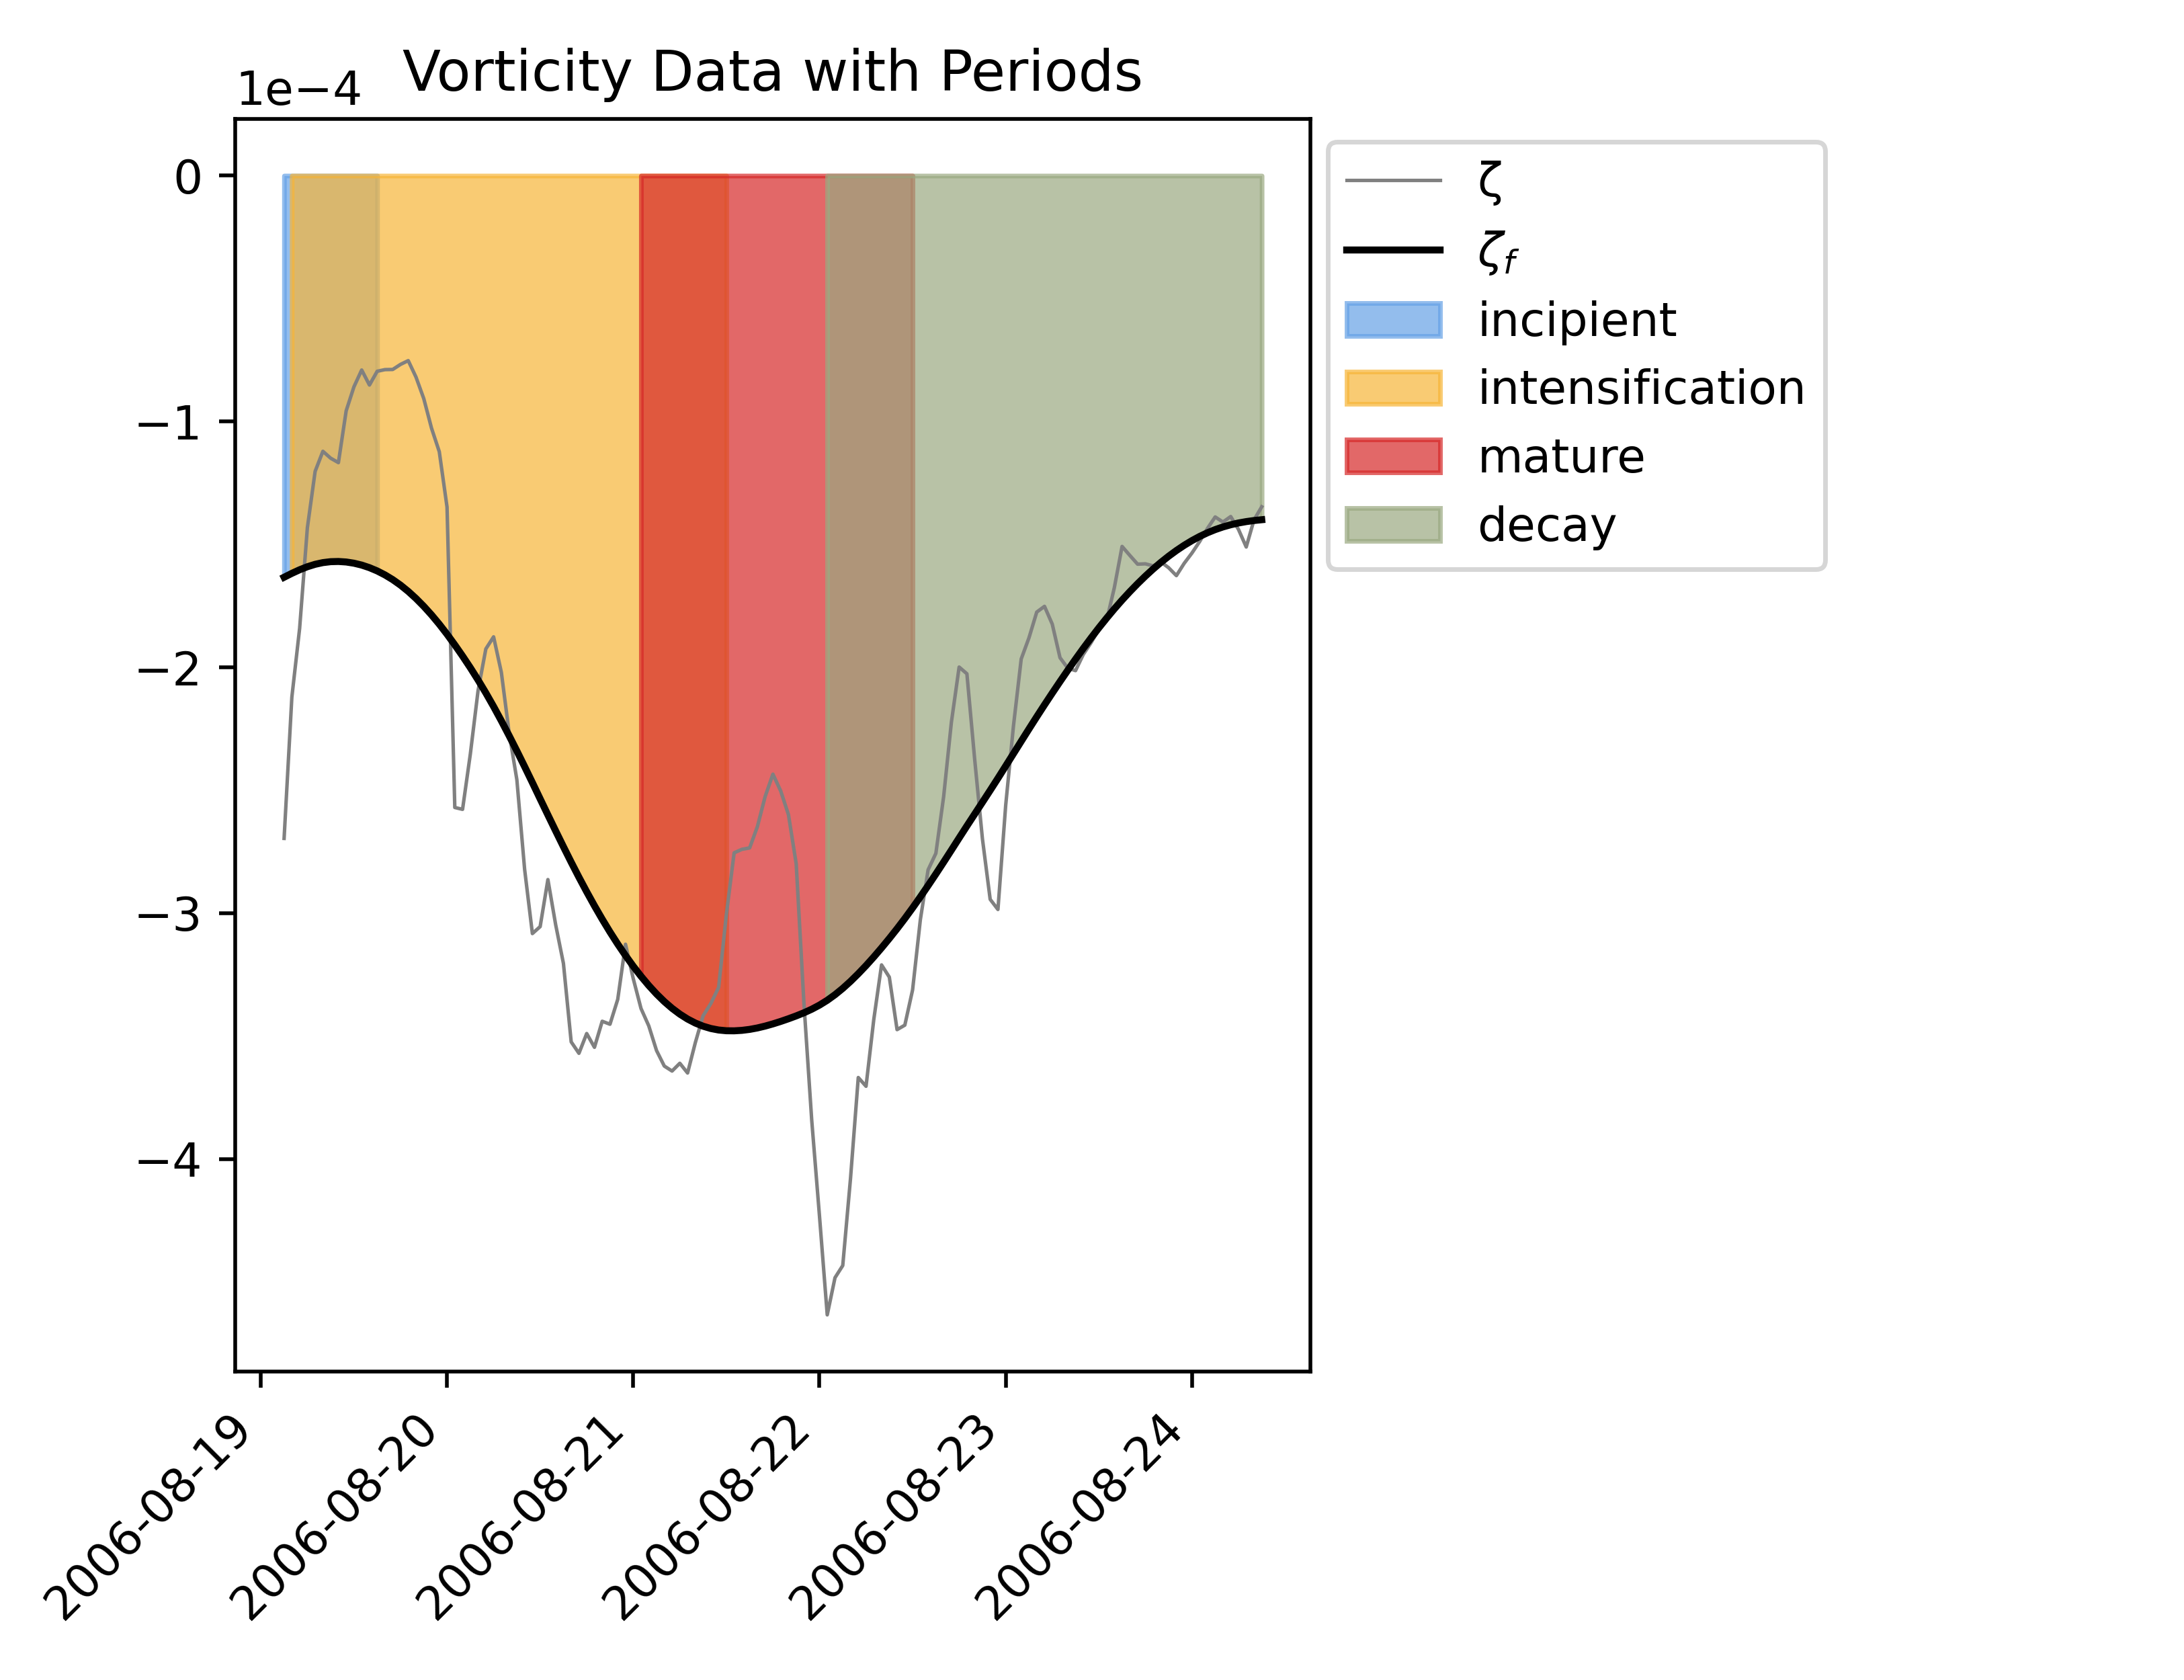 Vorticity Data with Periods
1e−4
0
−1
−2
−3
−4
2006-08-19
2006-08-20
2006-08-21
2006-08-22
2006-08-23
2006-08-24
ζ
ζf
incipient
intensification
mature
decay